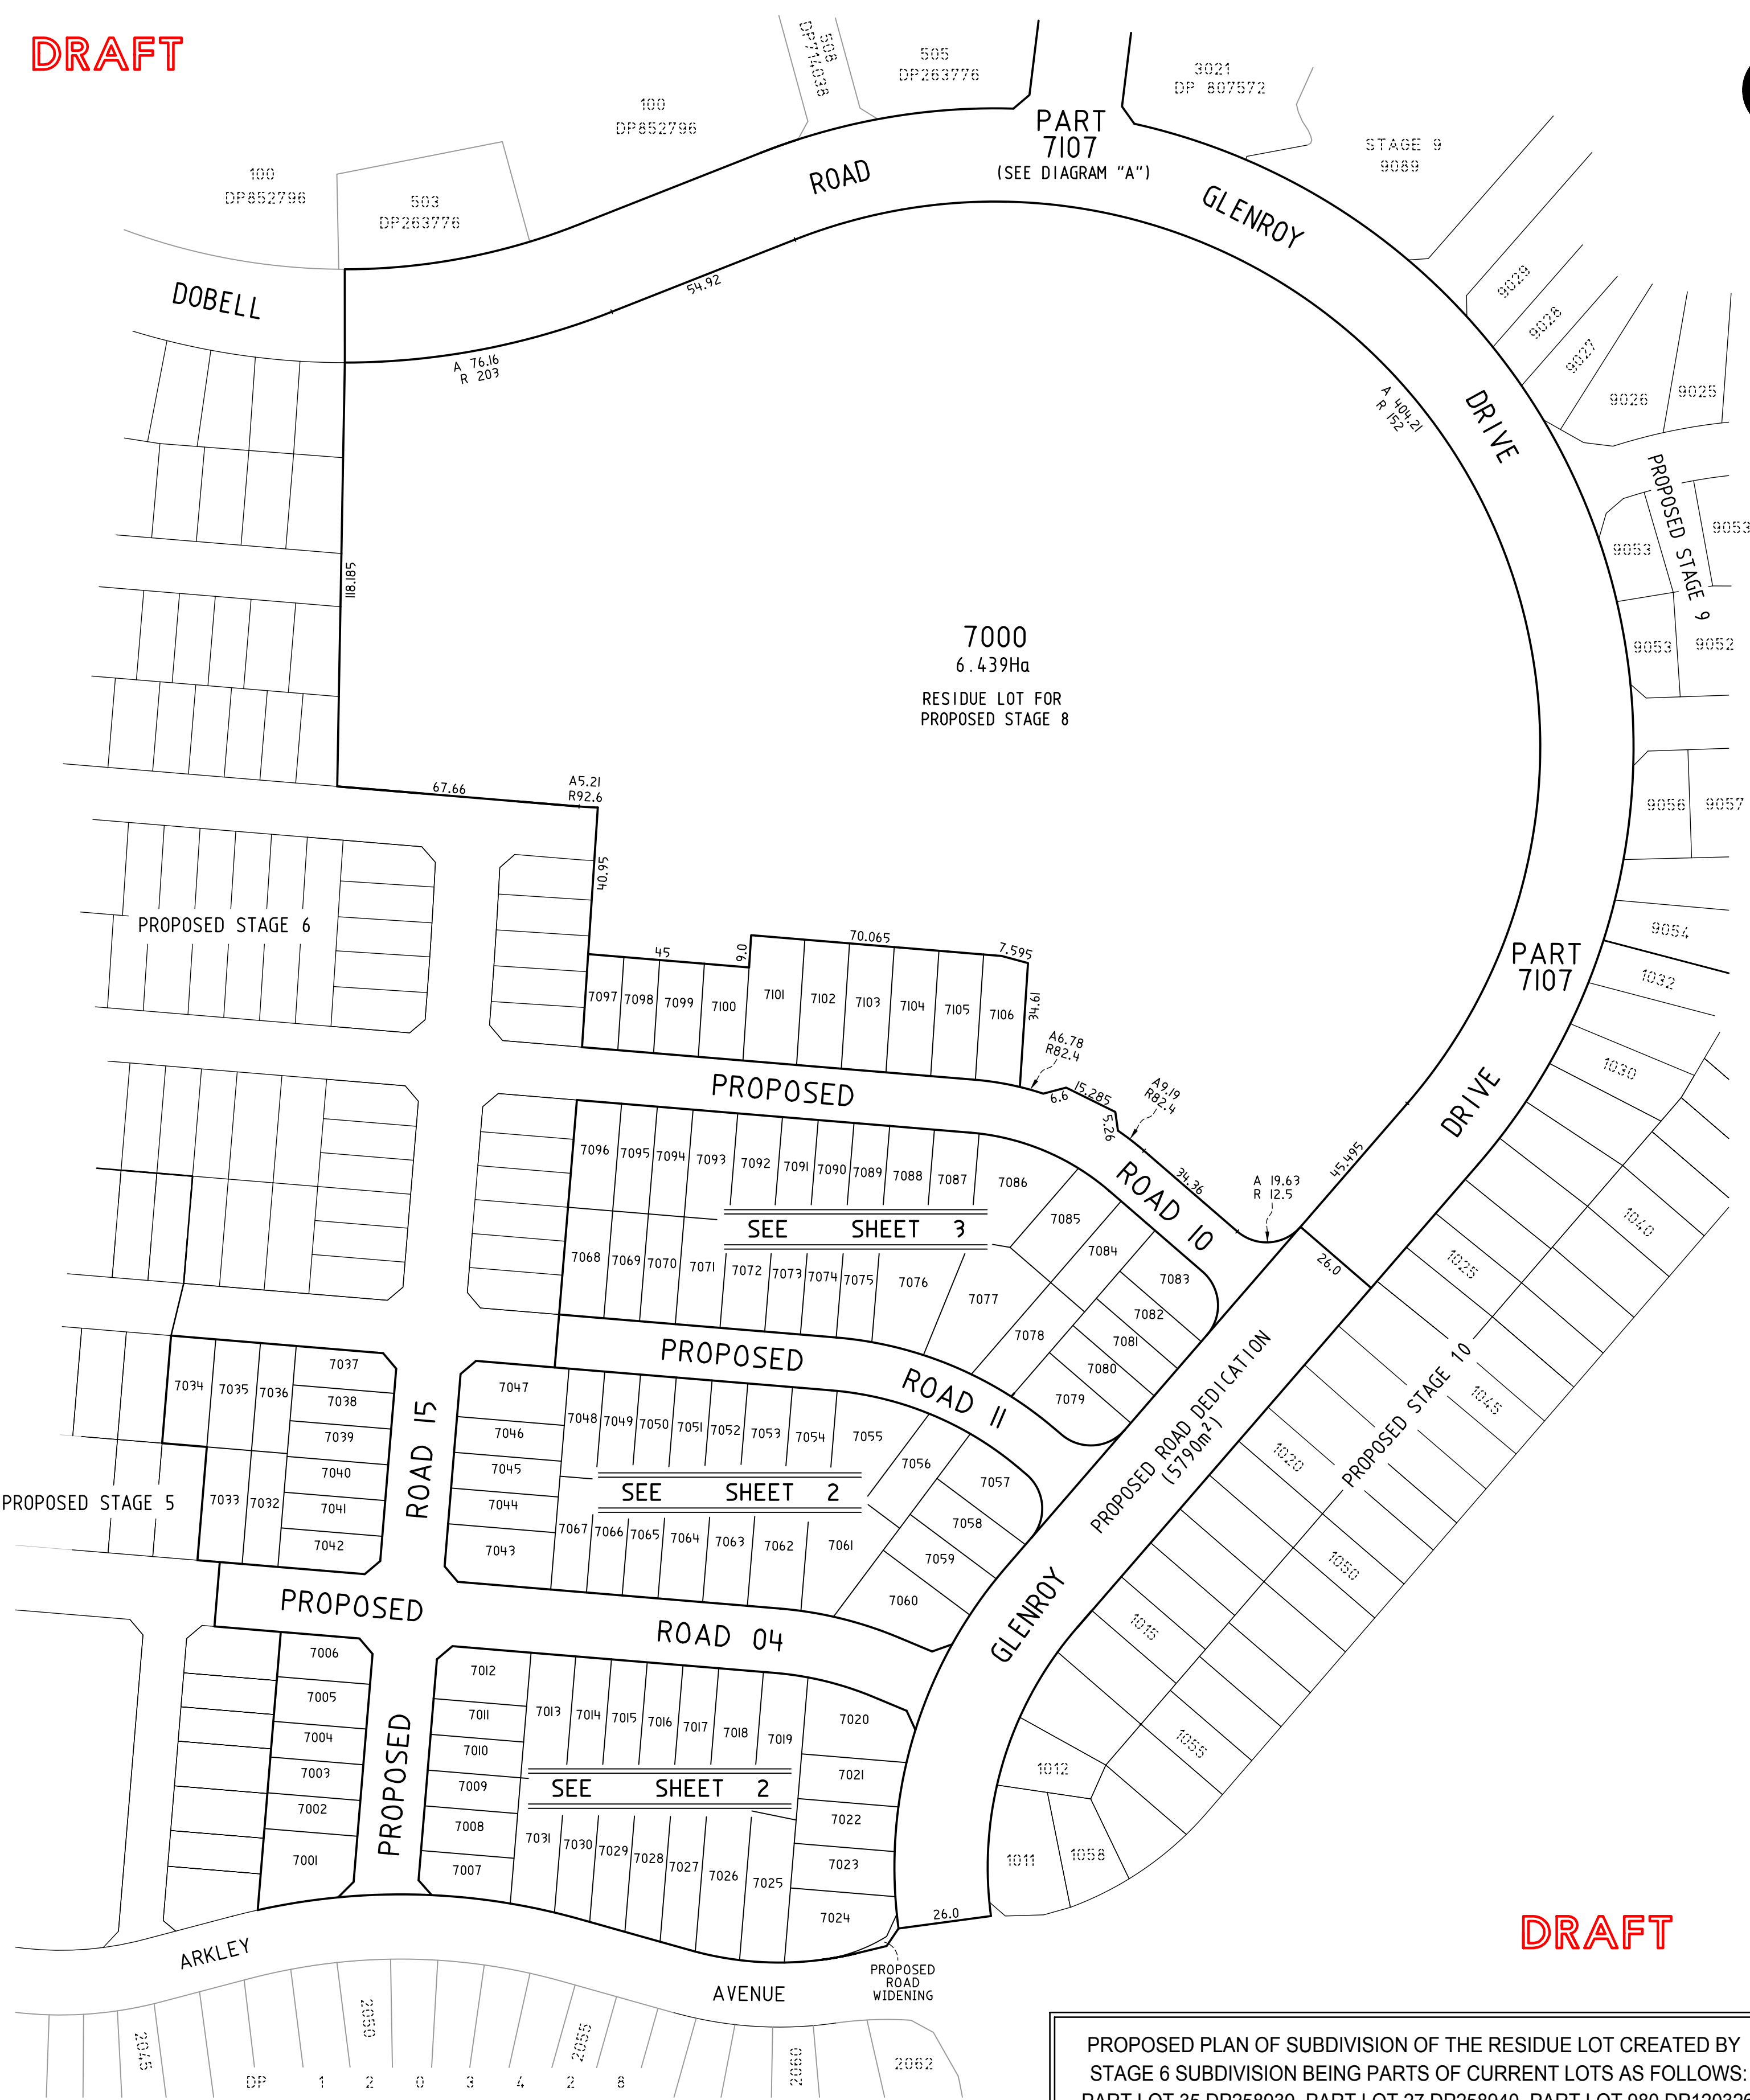 DRAFT
508
DP714038
505
DP263776
3021
DP 807572
100
DP852796
PART
7107
(SEE DIAGRAM "A")
STAGE 9
9089
100
DP852796
503
DP263776
ROAD
GLENROY
DOBELL
54.92
9029
9028
9027
9026
9025
A 76.16
R 203
A 404.21
R 152
DRIVE
PROPOSED STAGE 9
9053
9053
118.185
7000
6.439Ha
RESIDUE LOT FOR
PROPOSED STAGE 8
9053
9052
67.66
A5.21
R92.6
9056
9057
40.95
PROPOSED STAGE 6
45
9.0
70.065
7.595
9054
PART
7107
1032
7097
7098
7099
7100
7101
7102
7103
7104
7105
7106
19.34
A6.78
R82.4
6.6
15.285
5.26
A9.19
R82.4
1030
PROPOSED
ROAD 10
DRIVE
7096
7095
7094
7093
7092
7091
7090
7089
7088
7087
7086
34.36
A 19.63
R 12.5
45.495
SEE SHEET 3
7085
7084
7083
7082
7081
7080
7079
1040
1025
26.0
7068
7069
7070
7071
7072
7073
7074
7075
7076
7077
7078
PROPOSED
ROAD 11
PROPOSED ROAD DEDICATION
(5790m²)
PROPOSED STAGE 10
7034
7035
7036
7037
7038
7039
7040
7041
7042
ROAD 15
7047
7046
7045
7044
7043
7048
7049
7050
7051
7052
7053
7054
7055
7056
7057
7058
7059
7060
1045
1020
1050
SEE SHEET 2
PROPOSED STAGE 5
7033
7032
7067
7066
7065
7064
7063
7062
7061
PROPOSED
ROAD 04
GLENROY
1015
1055
7006
7005
7004
7003
7002
7001
PROPOSED
7012
7011
7010
7009
7008
7007
7013
7014
7015
7016
7017
7018
7019
7020
7021
7022
7023
7024
SEE SHEET 2
7031
7030
7029
7028
7027
7026
7025
1012
1011
1058
26.0
DRAFT
ARKLEY
AVENUE
PROPOSED
ROAD
WIDENING
2045
2050
2055
2060
2062
DP 1 2 0 3 4 2 8
PROPOSED PLAN OF SUBDIVISION OF THE RESIDUE LOT CREATED BY
STAGE 6 SUBDIVISION BEING PARTS OF CURRENT LOTS AS FOLLOWS: